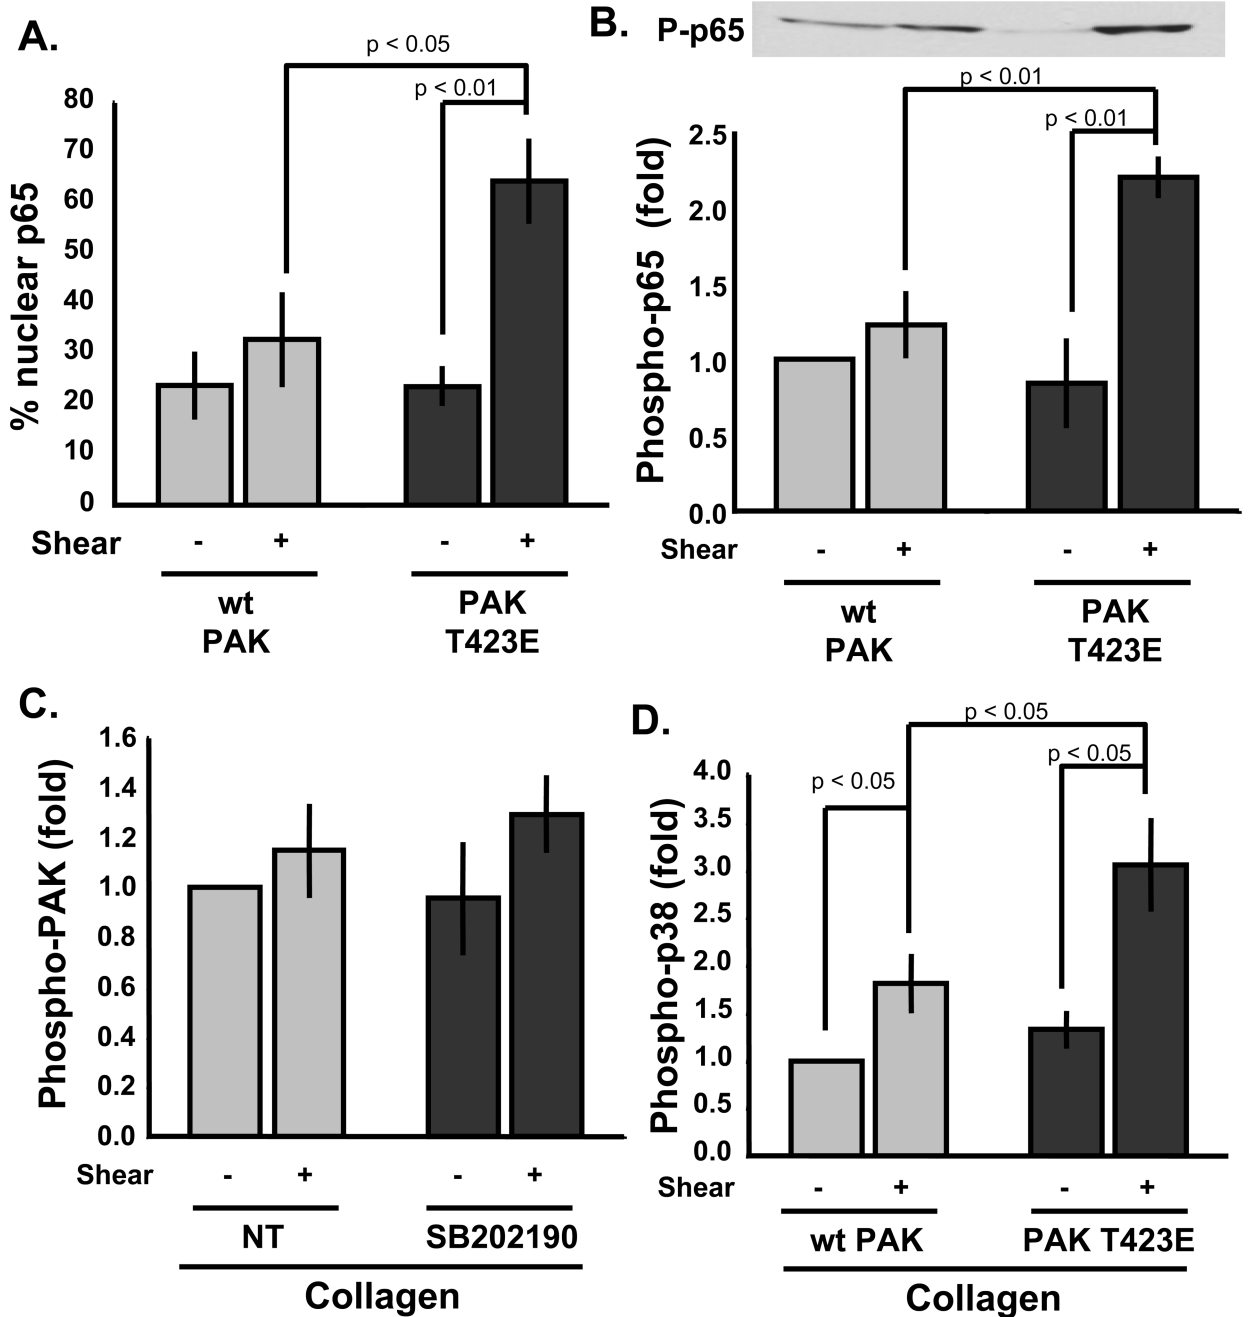 A.
p < 0.05
p < 0.01
80
70
60
50
40
30
20
10
0
% nuclear p65
Shear - + - +
wt
PAK
PAK
T423E
B.
P-p65
p < 0.01
p < 0.01
2.5
2.0
1.5
1.0
0.5
0.0
Phospho-p65 (fold)
Shear - + - +
wt
PAK
PAK
T423E
C.
1.6
1.4
1.2
1.0
0.8
0.6
0.4
0.2
0.0
Phospho-PAK (fold)
Shear - + - +
NT SB202190
Collagen
D.
p < 0.05
p < 0.05
p < 0.05
4.0
3.5
3.0
2.5
2.0
1.5
1.0
0.5
0.0
Phospho-p38 (fold)
Shear - + - +
wt PAK PAK T423E
Collagen